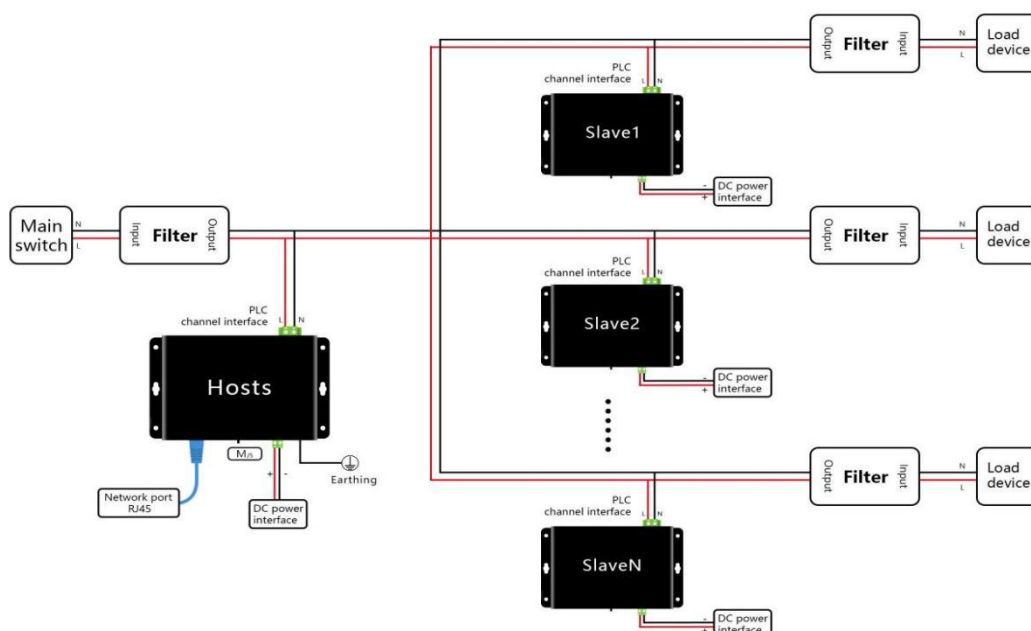 Output
Filter
Input
N
L
Load
device
PLC
channel interface
L
N
Slave1
-
+
DC power
interface
Main
switch
N
L
Input
Filter
Output
Output
Filter
Input
N
L
Load
device
PLC
channel interface
L
N
Slave2
-
+
DC power
interface
PLC
channel interface
L
N
Hosts
M/S
+
-
Earthing
Network port
RJ45
DC power
interface
Output
Filter
Input
N
L
Load
device
PLC
channel interface
L
N
SlaveN
-
+
DC power
interface